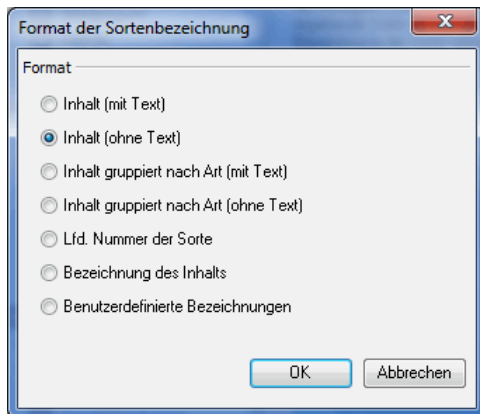 Format der Sortenbezeichnung
Format
Inhalt (mit Text)
Inhalt (ohne Text)
Inhalt gruppiert nach Art (mit Text)
Inhalt gruppiert nach Art (ohne Text)
Lfd. Nummer der Sorte
Bezeichnung des Inhalts
Benutzerdefinierte Bezeichnungen
OK Abbrechen